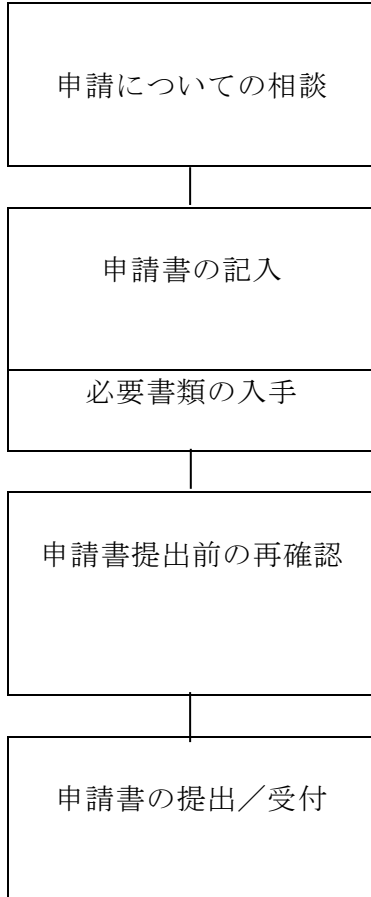 申請についての相談
申請書の記入
必要書類の入手
申請書提出前の再確認
申請書の提出／受付